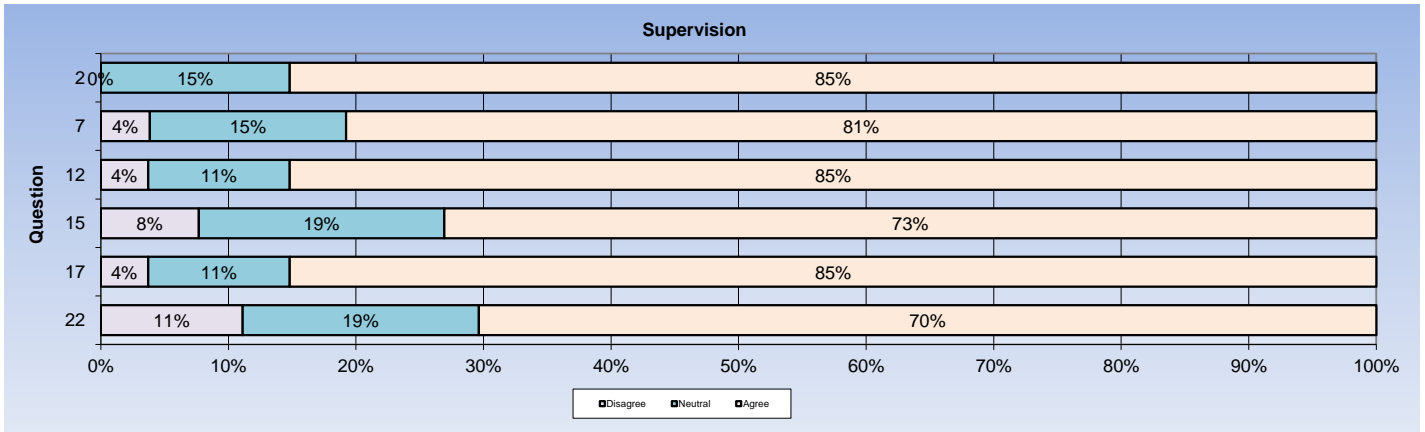 Supervision
Question
2 0% 15% 85%
7 4% 15% 81%
12 4% 11% 85%
15 8% 19% 73%
17 4% 11% 85%
22 11% 19% 70%
0% 10% 20% 30% 40% 50% 60% 70% 80% 90% 100%
Disagree Neutral Agree